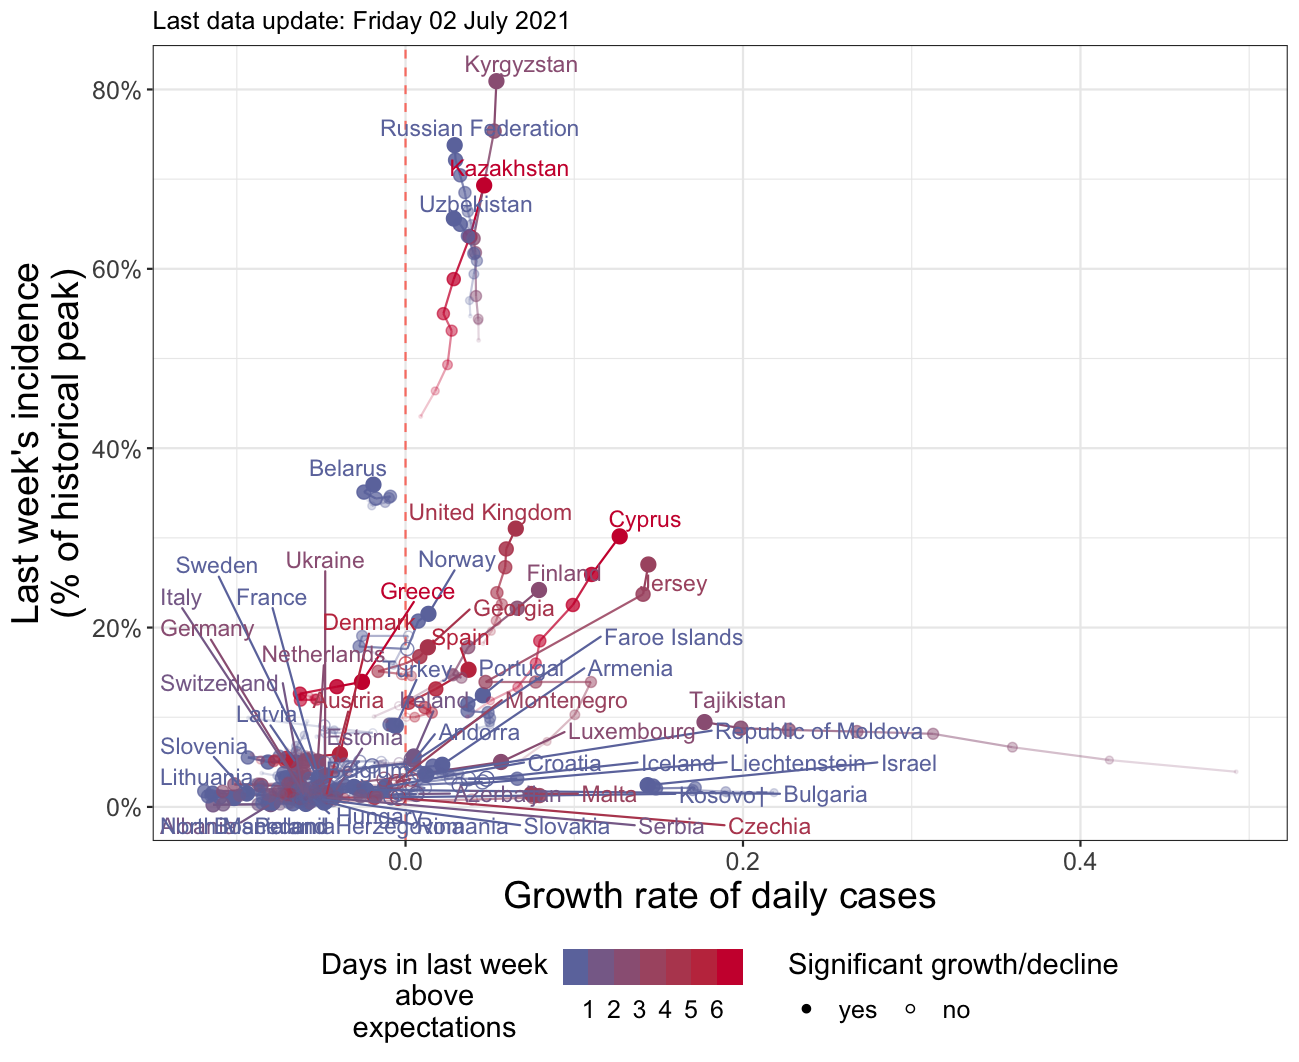 Last data update: Friday 02 July 2021
Last week's incidence
(% of historical peak)
80%
60%
40%
20%
0%
Kyrgyzstan
Russian Federation
Kazakhstan
Uzbekistan
Belarus
United Kingdom
Cyprus
Sweden
Ukraine
Norway
Finland
Jersey
Italy
France
Greece
Georgia
Germany
Denmark
Spain
Faroe Islands
Netherlands
Turkey
Portugal
Armenia
Switzerland
Austria
Ireland
Montenegro
Tajikistan
Latvia
Estonia
Andorra
Luxembourg
Republic of Moldova
Slovenia
Belgium
Croatia
Iceland
Liechtenstein
Israel
Lithuania
Azerbaijan
Malta
Kosovo†
Bulgaria
Hungary
Albania
Poland
Romania
Slovakia
Serbia
Czechia
0.0
0.2
0.4
Growth rate of daily cases
Days in last week
above
expectations
1 2 3 4 5 6
Significant growth/decline
yes
no